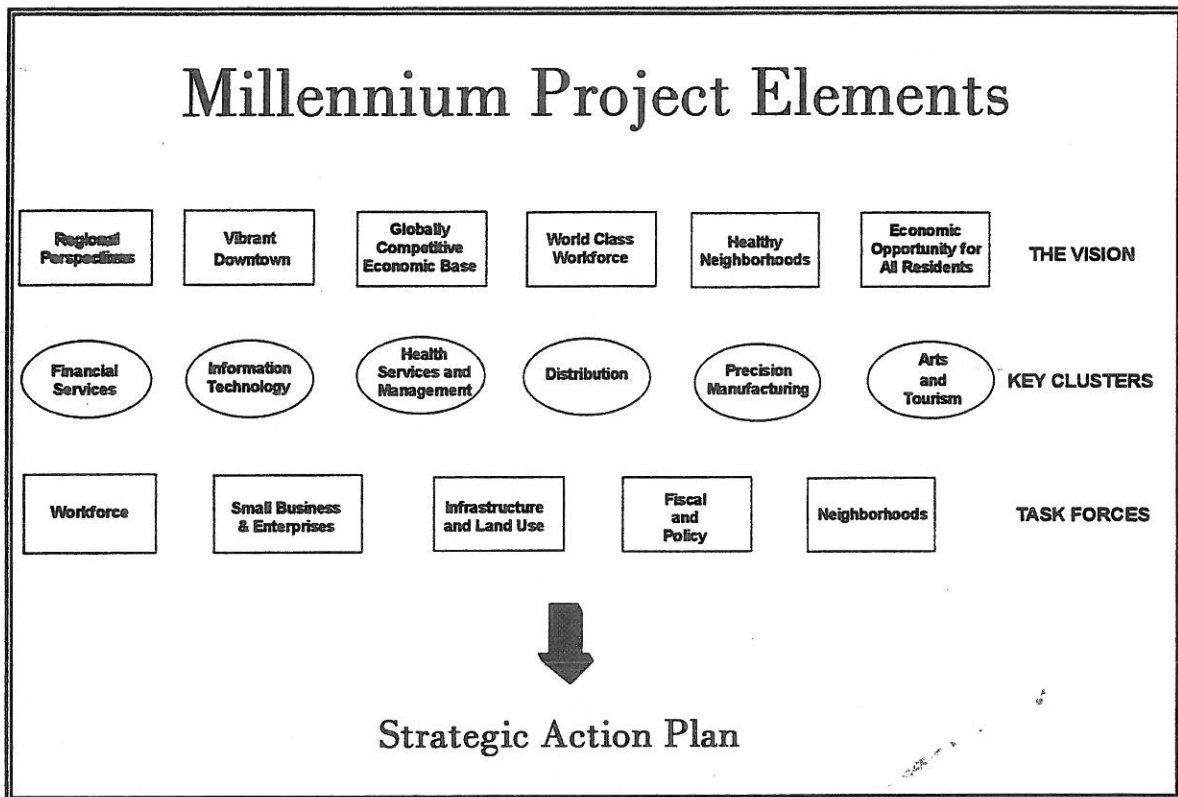 Millennium Project Elements
Regional
Perspectives
Vibrant
Downtown
Globally
Competitive
Economic Base
World Class
Workforce
Healthy
Neighborhoods
Economic
Opportunity for
All Residents
THE VISION
Financial
Services
Information
Technology
Health
Services and
Management
Distribution
Precision
Manufacturing
Arts
and
Tourism
KEY CLUSTERS
Workforce
Small Business
& Enterprises
Infrastructure
and Land Use
Fiscal
and
Policy
Neighborhoods
TASK FORCES
Strategic Action Plan